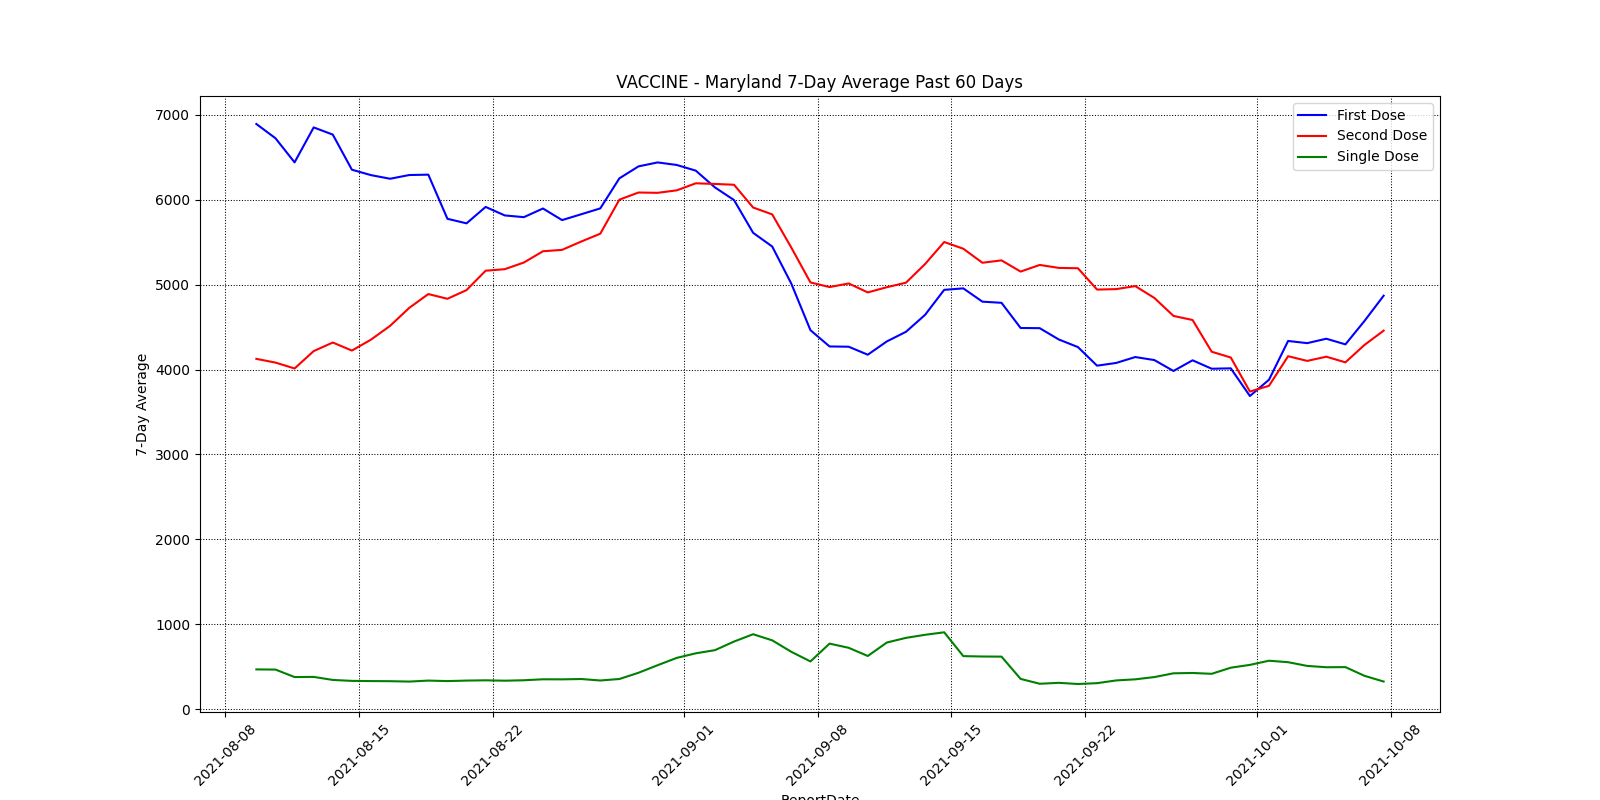 VACCINE - Maryland 7-Day Average Past 60 Days
First Dose
Second Dose
Single Dose
7-Day Average
7000
6000
5000
4000
3000
2000
1000
0
2021-08-08
2021-08-15
2021-08-22
2021-09-01
2021-09-08
2021-09-15
2021-09-22
2021-10-01
2021-10-08
ReportDate